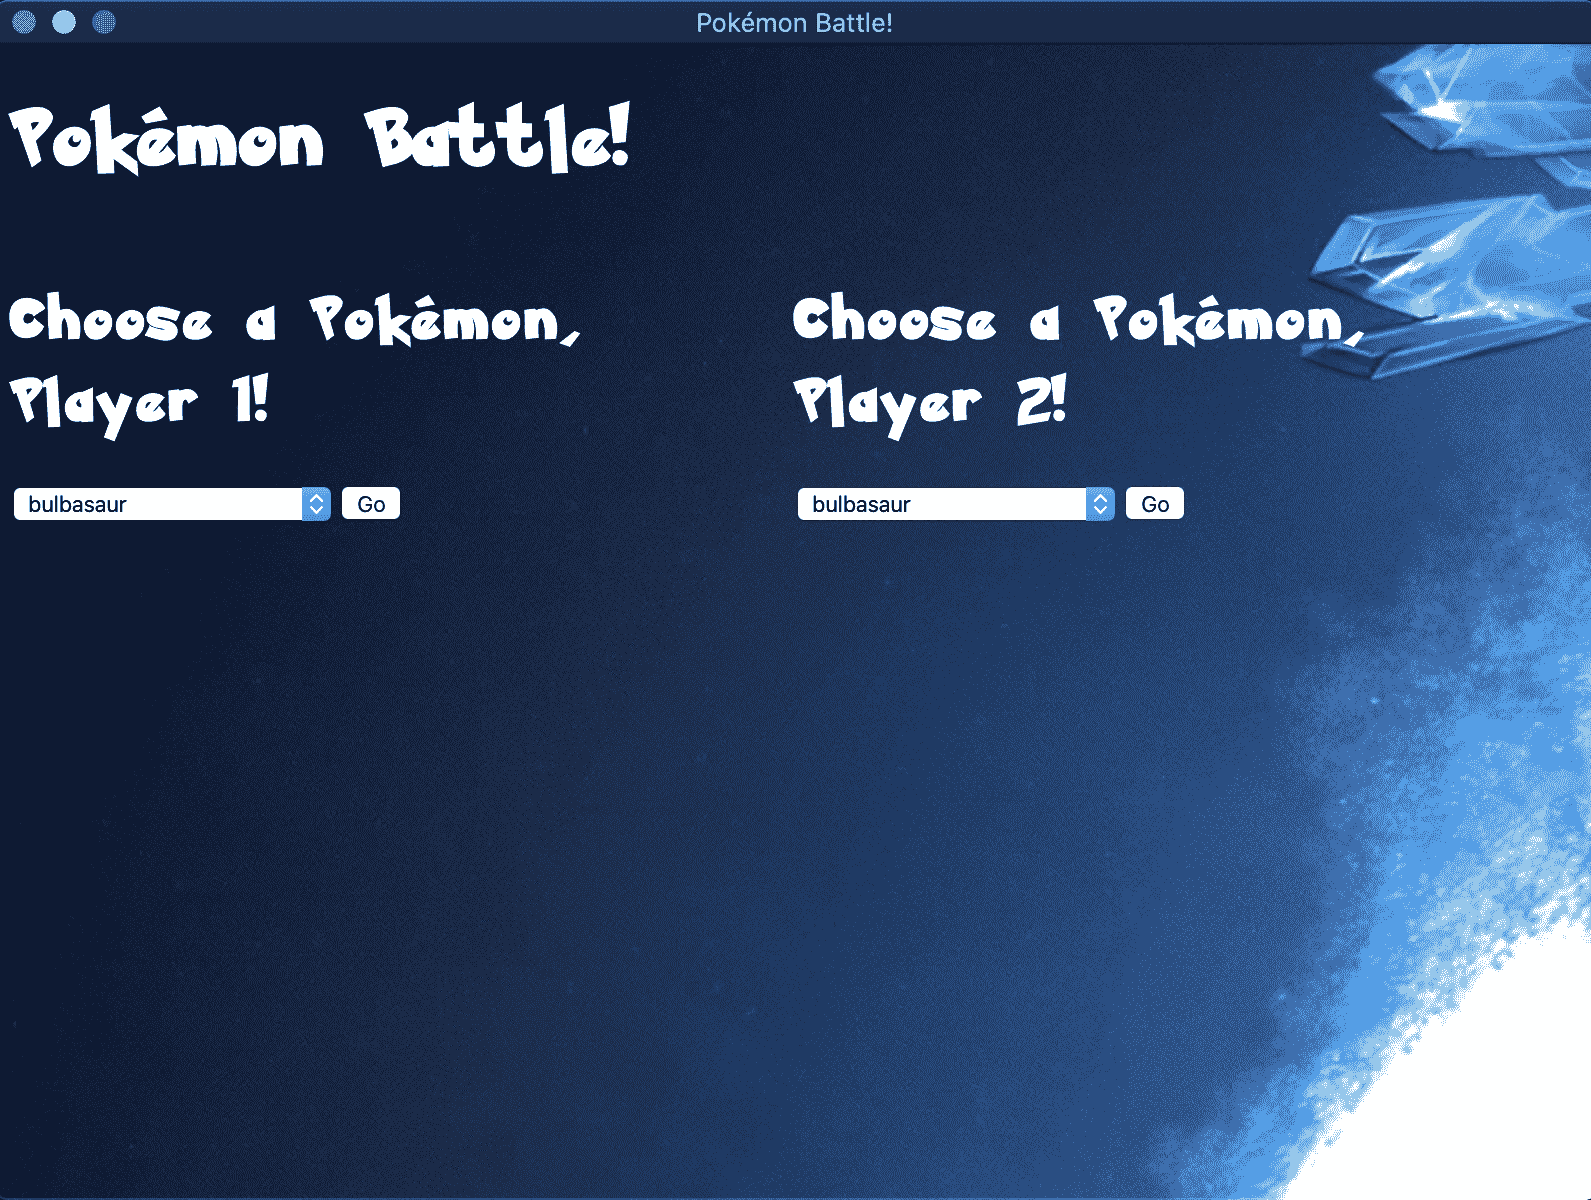 Pokémon Battle!
Pokémon Battle!
Choose a Pokémon,
Player 1!
bulbasaur Go
Choose a Pokémon,
Player 2!
bulbasaur Go